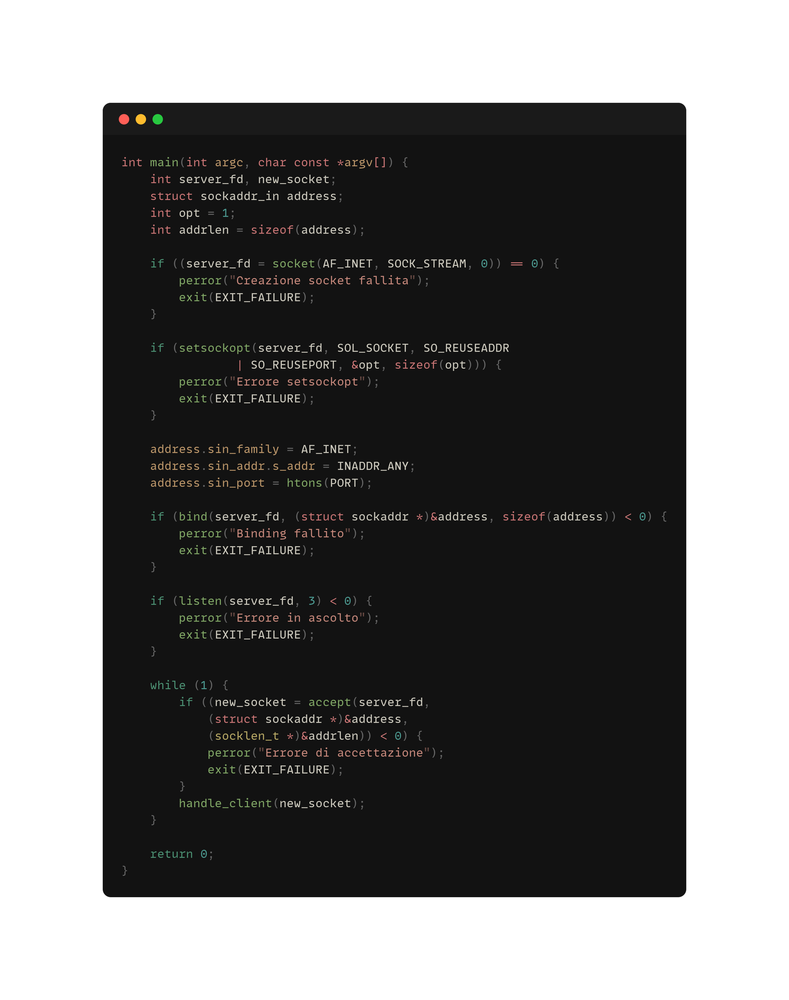 int main(int argc, char const *argv[]) {
    int server_fd, new_socket;
    struct sockaddr_in address;
    int opt = 1;
    int addrlen = sizeof(address);

    if ((server_fd = socket(AF_INET, SOCK_STREAM, 0)) == 0) {
        perror("Creazione socket fallita");
        exit(EXIT_FAILURE);
    }

    if (setsockopt(server_fd, SOL_SOCKET, SO_REUSEADDR
                | SO_REUSEPORT, &opt, sizeof(opt))) {
        perror("Errore setsockopt");
        exit(EXIT_FAILURE);
    }

    address.sin_family = AF_INET;
    address.sin_addr.s_addr = INADDR_ANY;
    address.sin_port = htons(PORT);

    if (bind(server_fd, (struct sockaddr *)&address, sizeof(address)) < 0) {
        perror("Binding fallito");
        exit(EXIT_FAILURE);
    }

    if (listen(server_fd, 3) < 0) {
        perror("Errore in ascolto");
        exit(EXIT_FAILURE);
    }

    while (1) {
        if ((new_socket = accept(server_fd,
            (struct sockaddr *)&address,
            (socklen_t *)&addrlen)) < 0) {
            perror("Errore di accettazione");
            exit(EXIT_FAILURE);
        }
        handle_client(new_socket);
    }

    return 0;
}